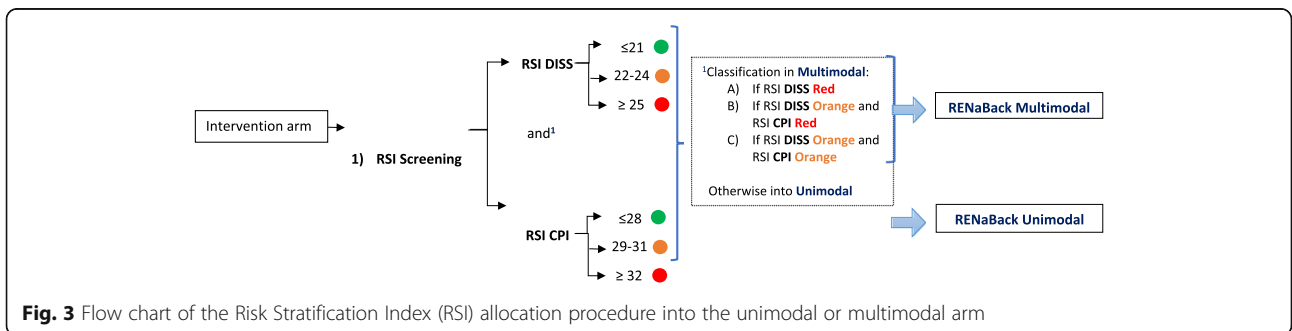 Intervention arm
1) RSI Screening
RSI DISS
≤21
22-24
≥ 25
and¹
RSI CPI
≤28
29-31
≥ 32
¹Classification in Multimodal:
A) If RSI DISS Red
B) If RSI DISS Orange and
RSI CPI Red
C) If RSI DISS Orange and
RSI CPI Orange
Otherwise into Unimodal
RENaBack Multimodal
RENaBack Unimodal
Fig. 3 Flow chart of the Risk Stratification Index (RSI) allocation procedure into the unimodal or multimodal arm